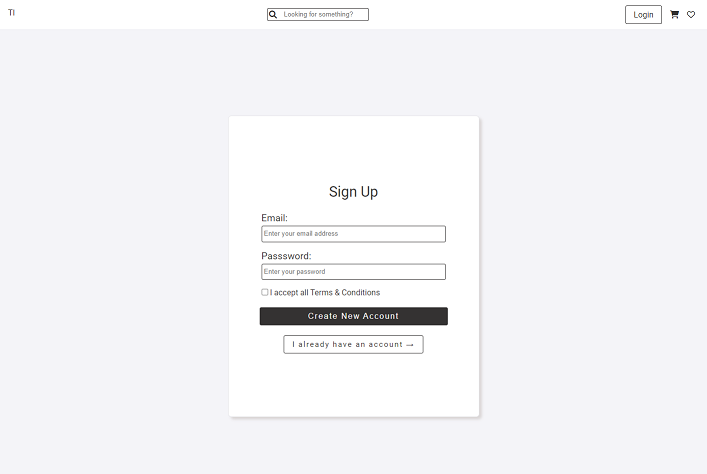 TI
Looking for something?
Login
Sign Up
Email:
Enter your email address
Passsword:
Enter your password
I accept all Terms & Conditions
Create New Account
I already have an account →